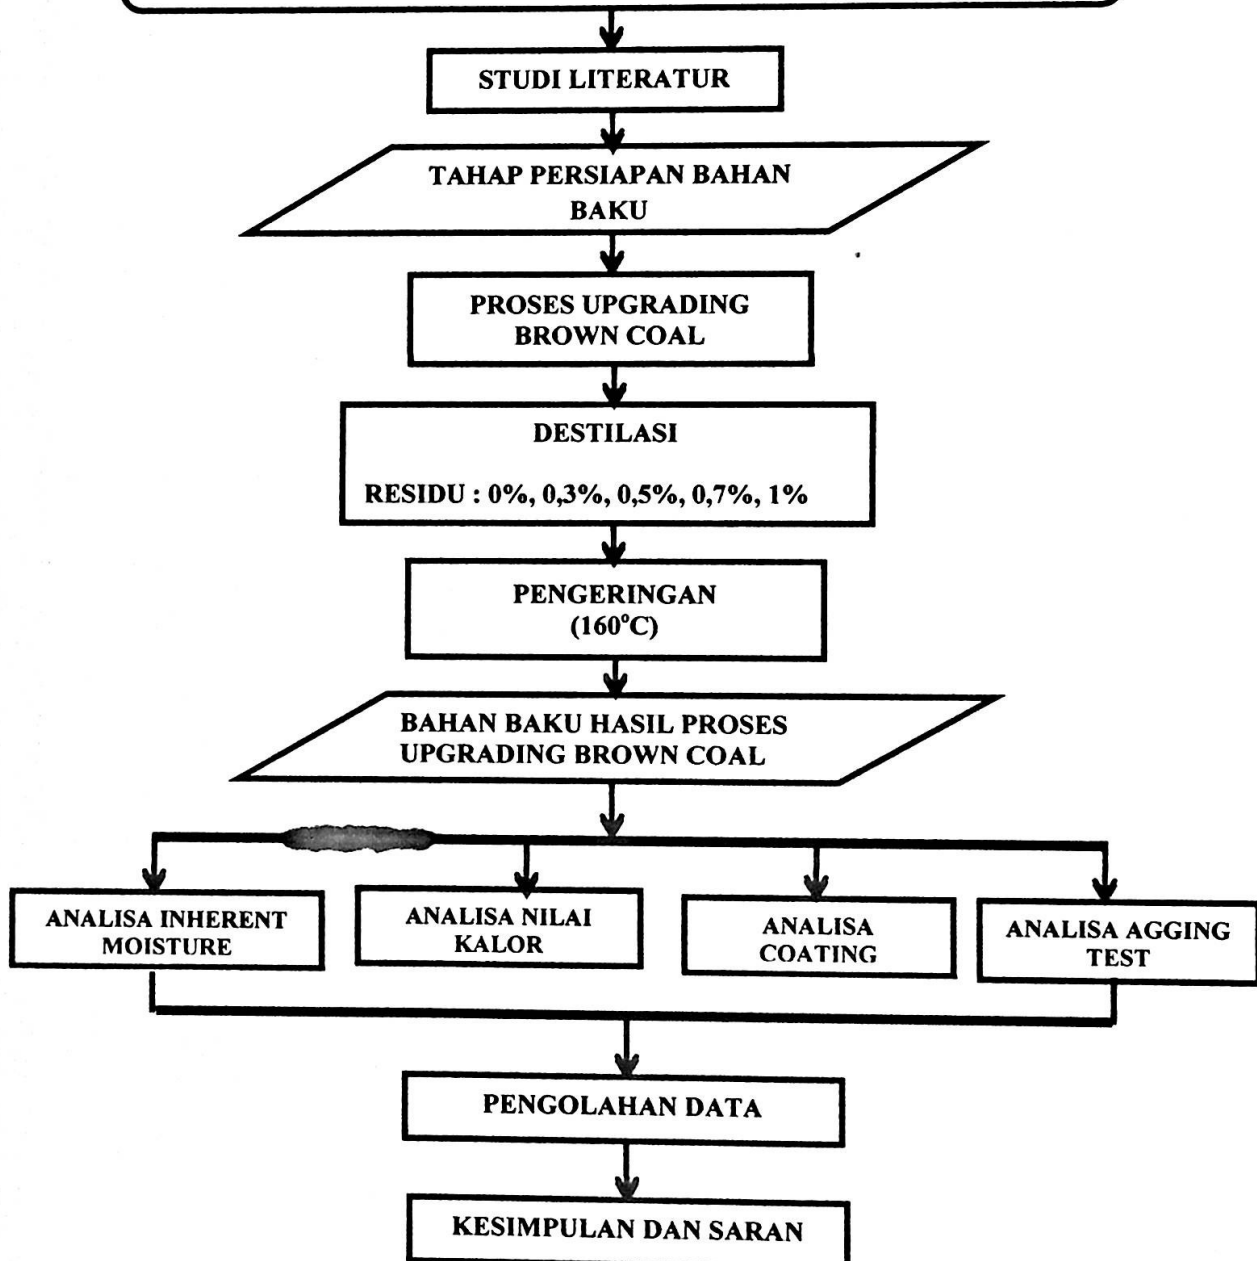 STUDI LITERATUR
TAHAP PERSIAPAN BAHAN
BAKU
PROSES UPGRADING
BROWN COAL
DESTILASI
RESIDU : 0%, 0,3%, 0,5%, 0,7%, 1%
PENGERINGAN
(160°C)
BAHAN BAKU HASIL PROSES
UPGRADING BROWN COAL
ANALISA INHERENT
MOISTURE
ANALISA NILAI
KALOR
ANALISA
COATING
ANALISA AGGING
TEST
PENGOLAHAN DATA
KESIMPULAN DAN SARAN